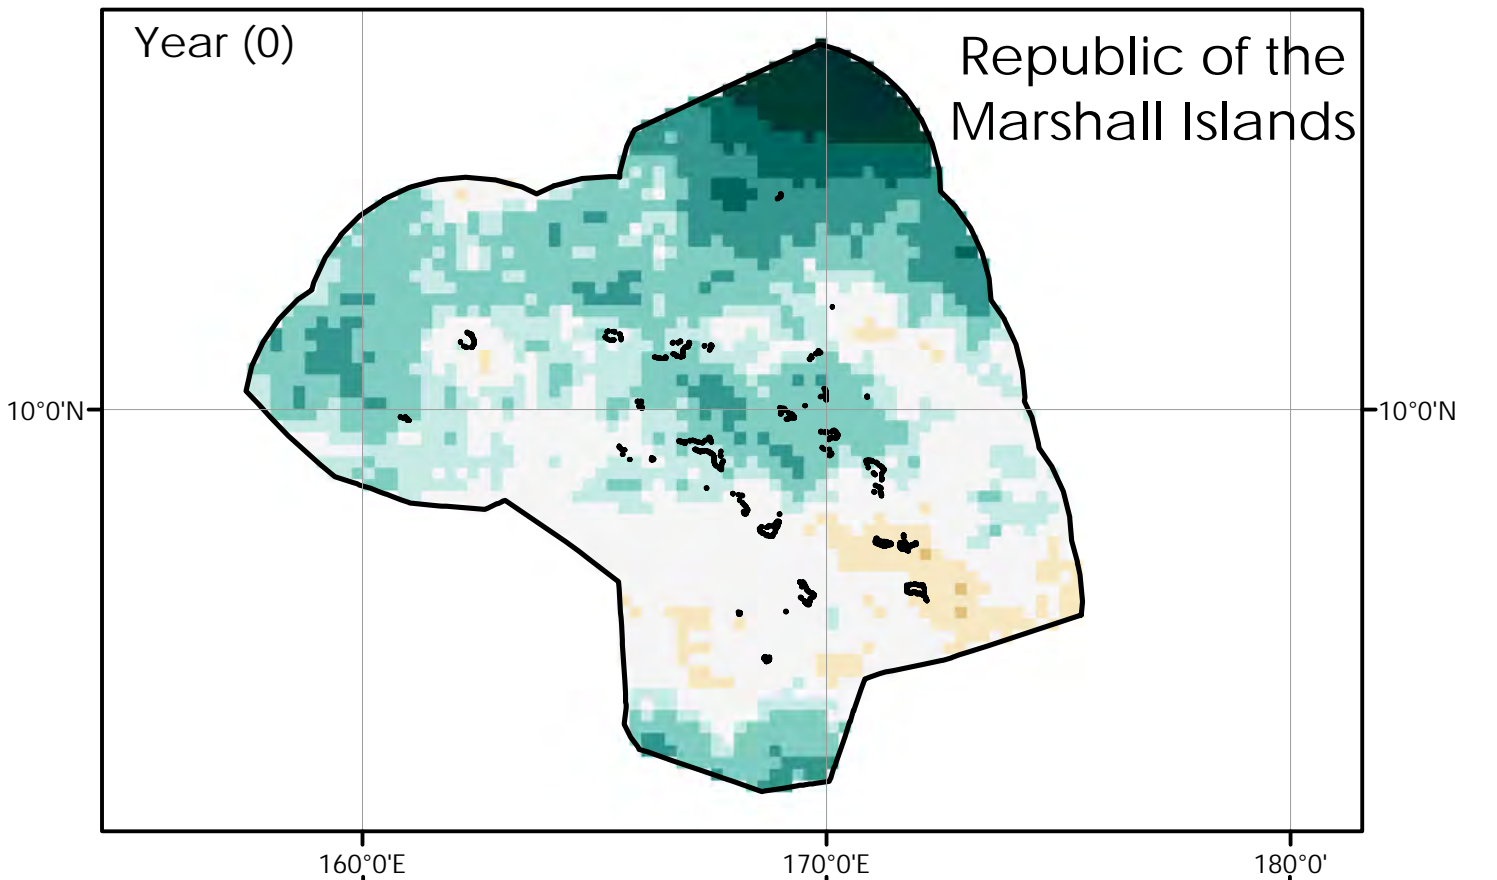 Year (0)
Republic of the
Marshall Islands
10°0'N
10°0'N
160°0'E
170°0'E
180°0'